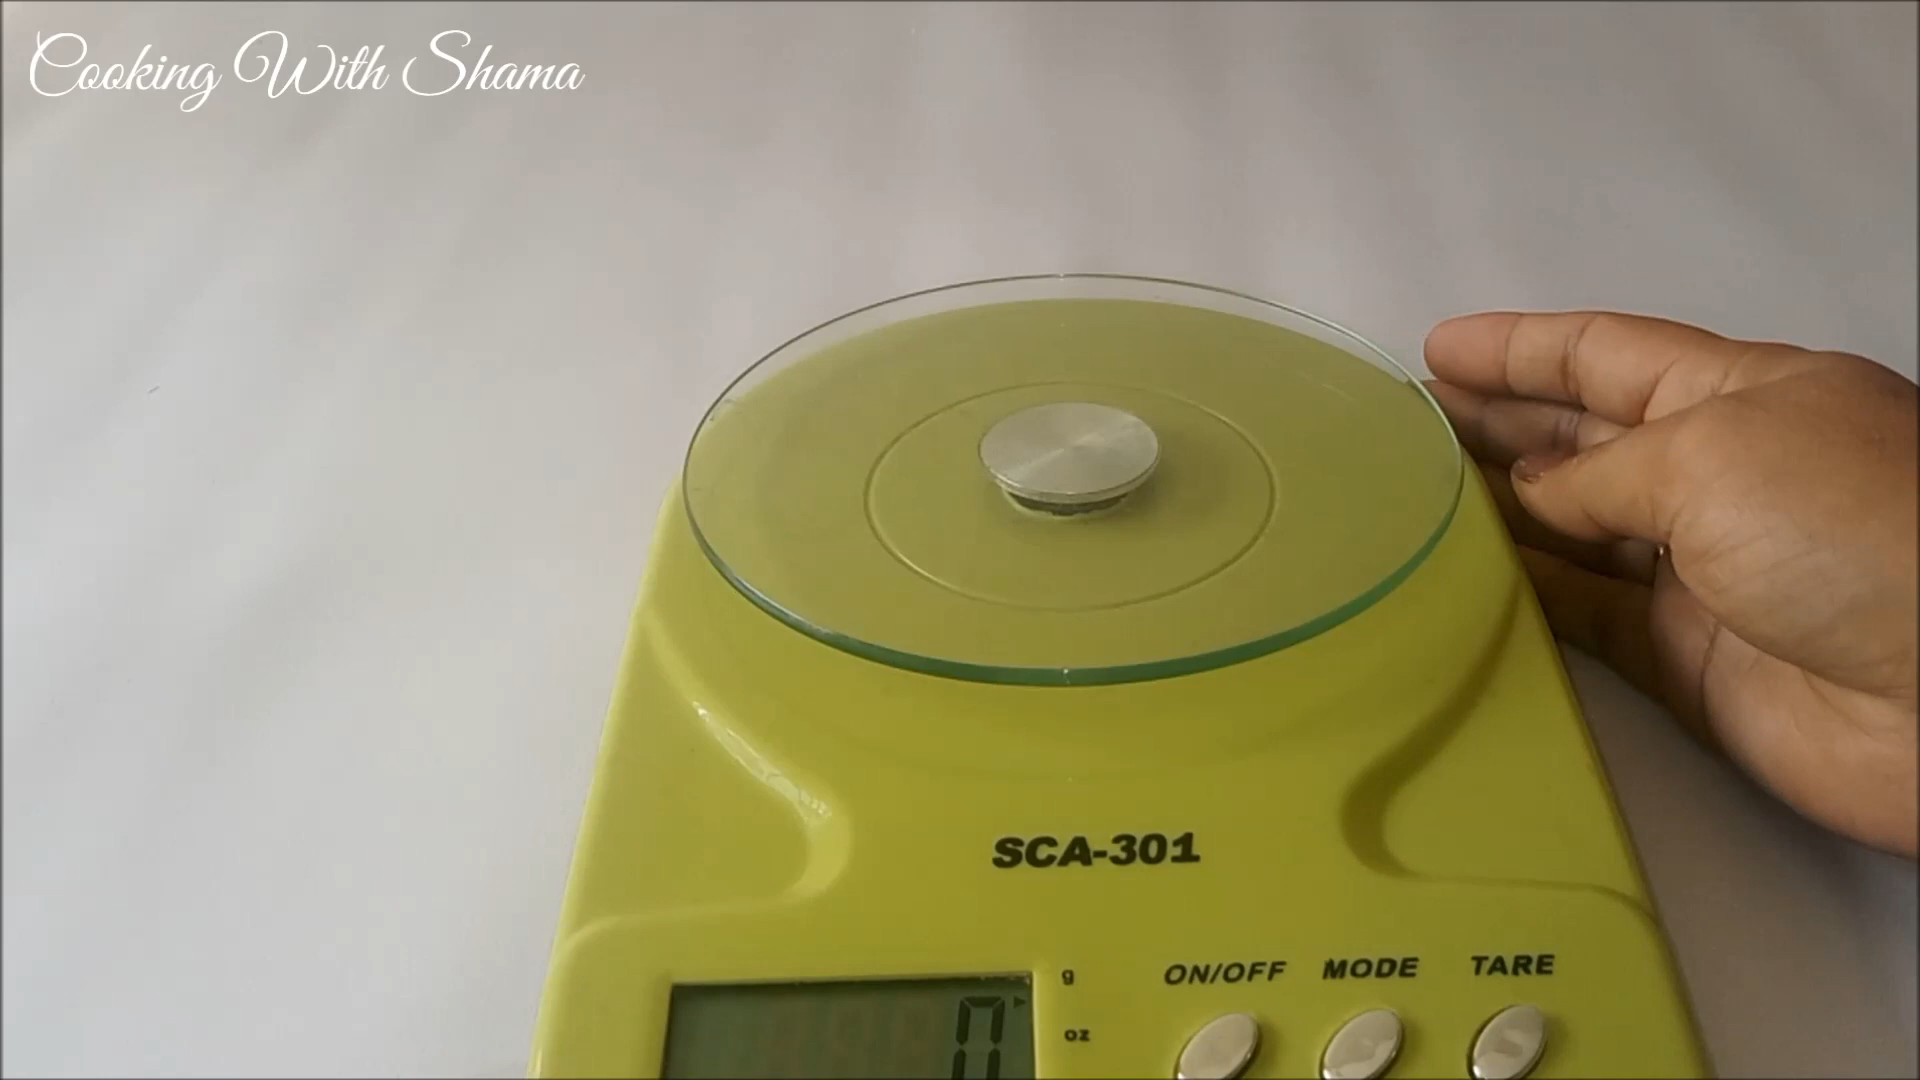 Cooking With Shama
SCA-301
g
oz
ON/OFF MODE TARE
0